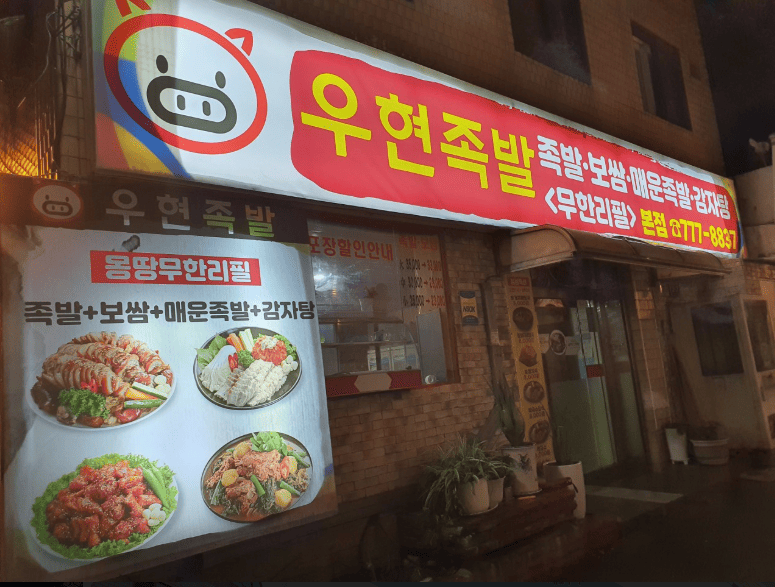 우현족발
족발·보쌈·매운족발·감자탕
<무한리필> 본점 ☎777-8837
우현족발
몽땅무한리필
족발+보쌈+매운족발+감자탕
포장할인안내